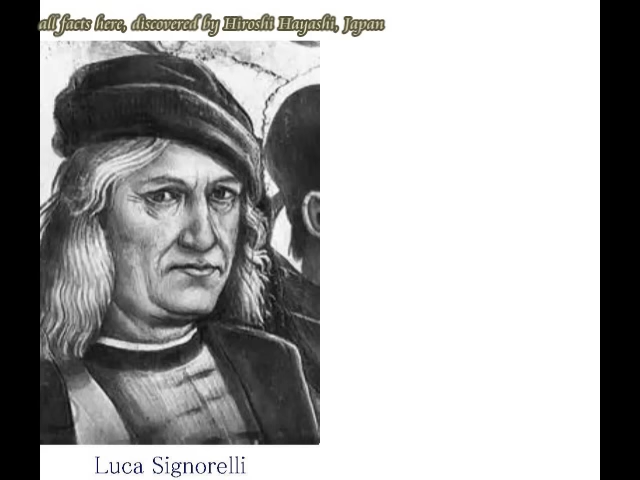 all facts here, discovered by Hiroshi Hayashi, Japan
Luca Signorelli